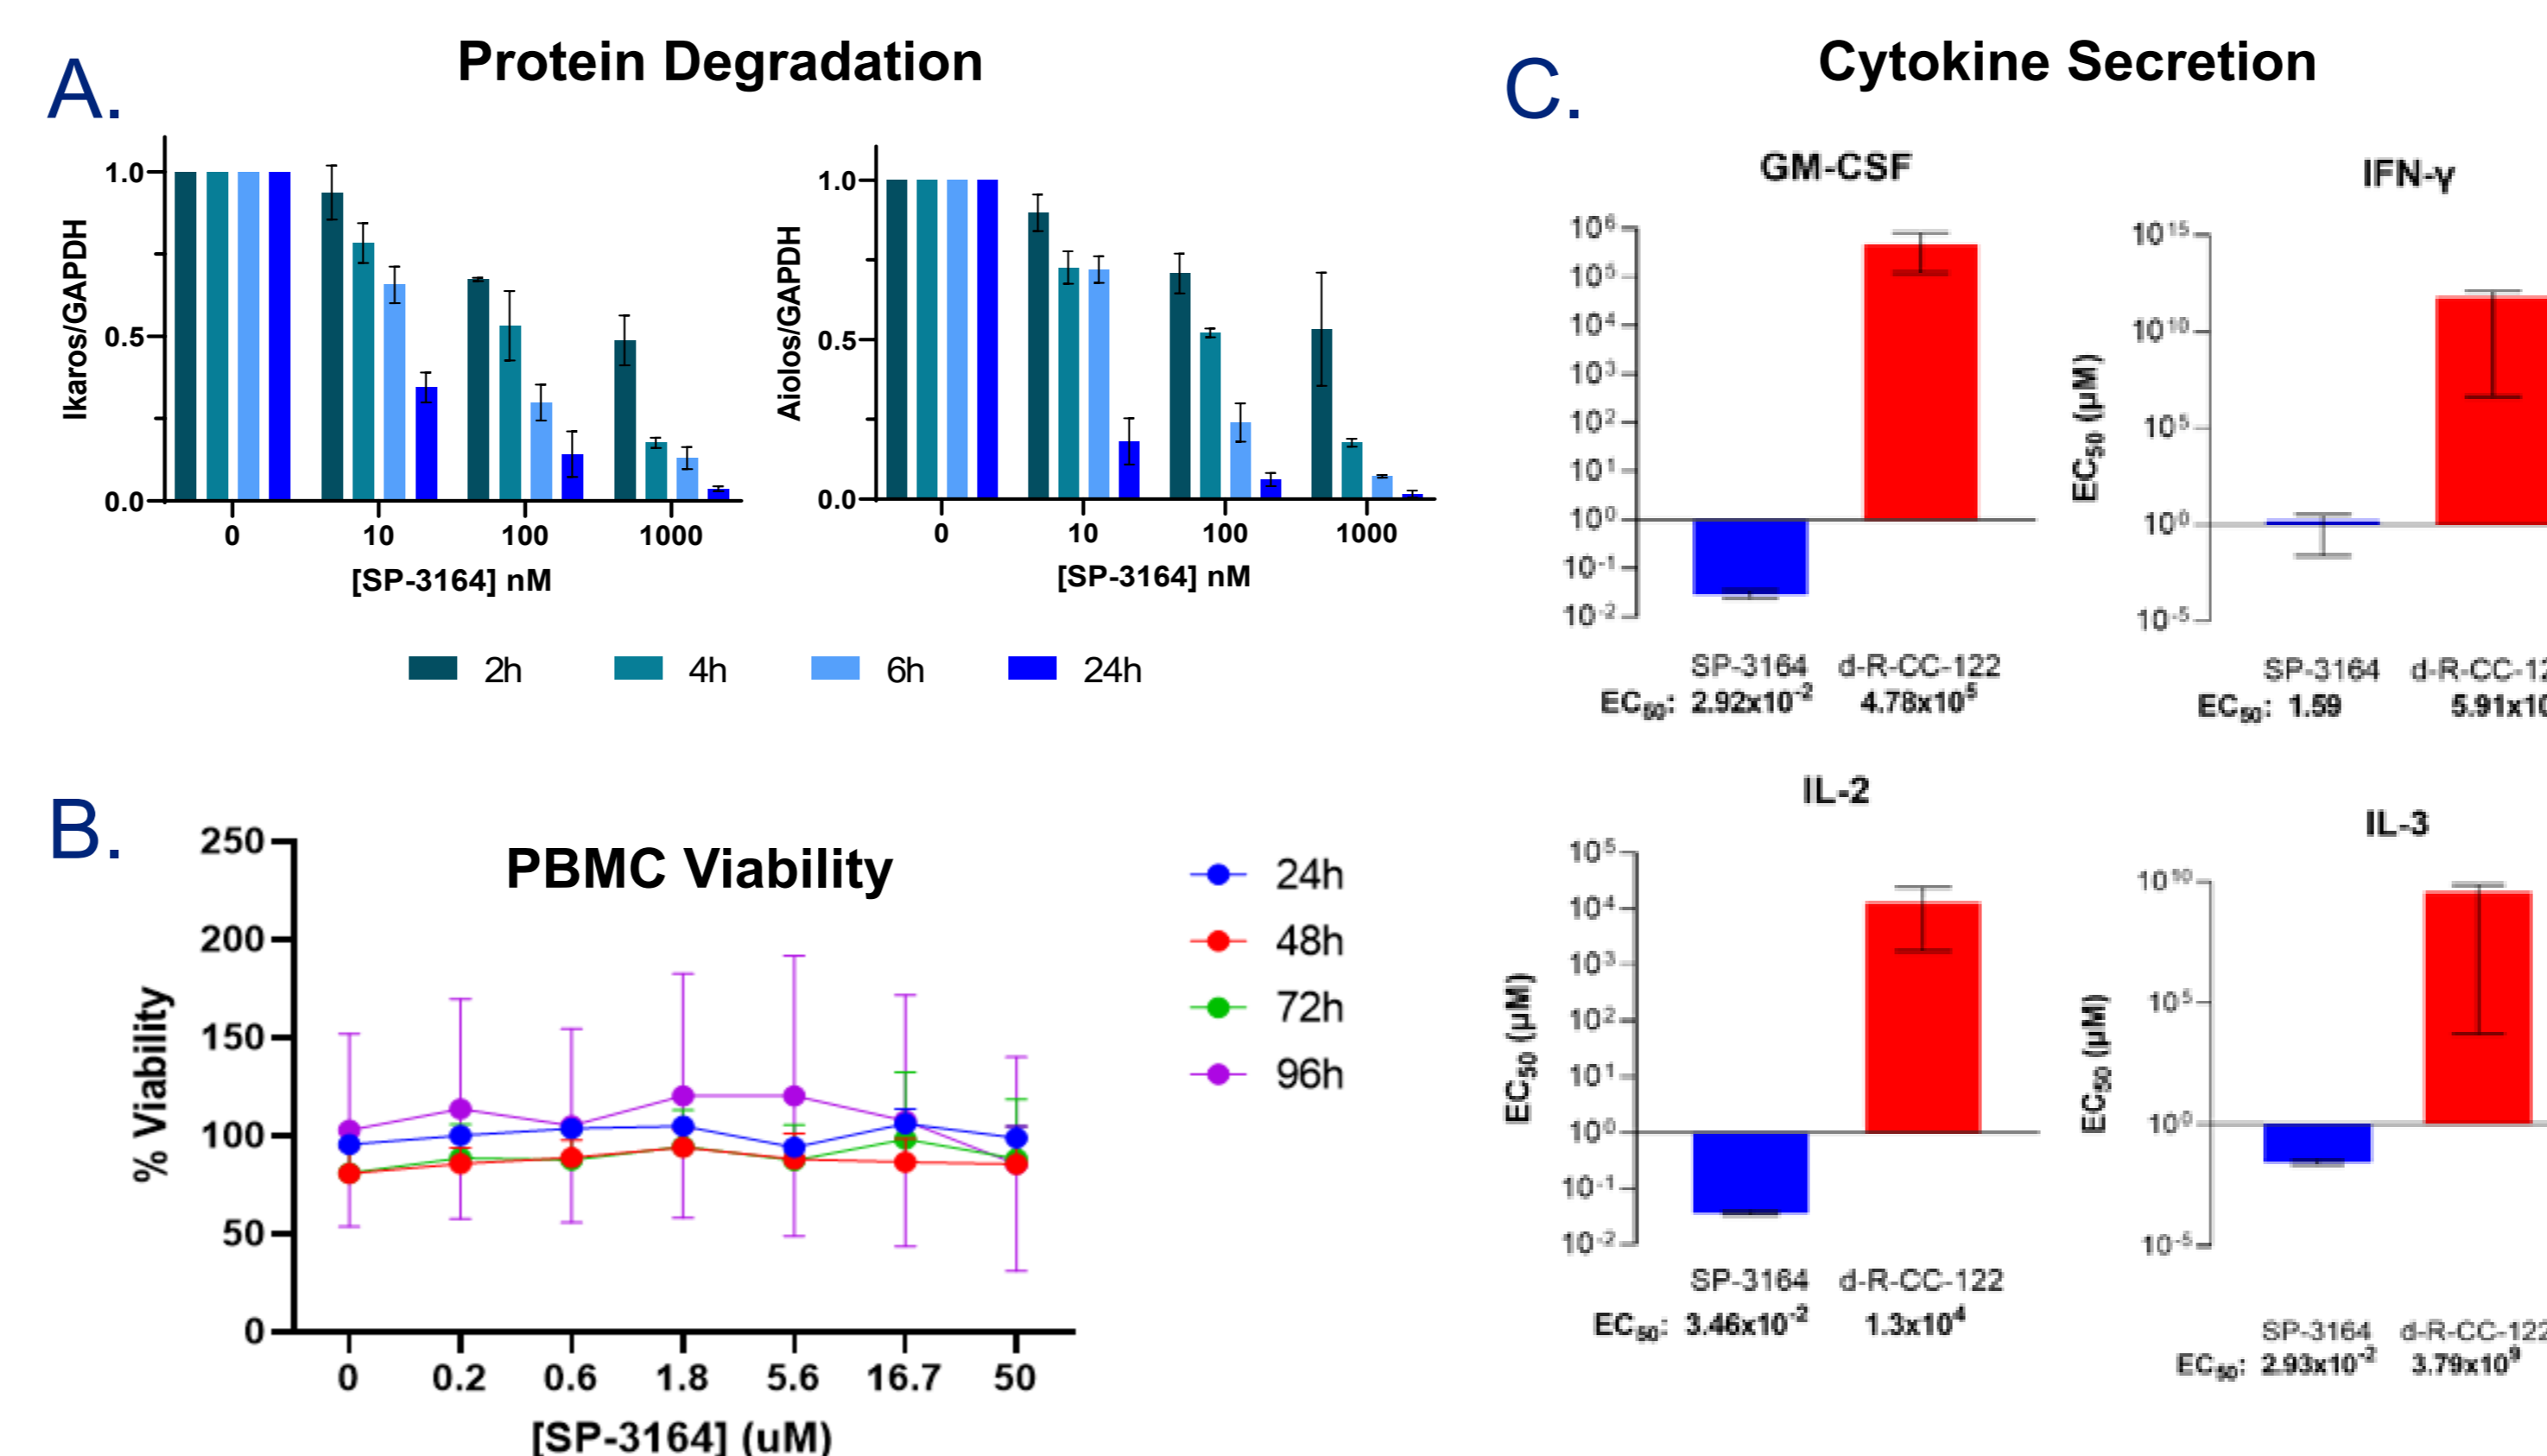 A.
Protein Degradation
Ikaros/GAPDH
1.0
0.5
0.0
0 10 100 1000
[SP-3164] nM
Aiolos/GAPDH
1.0
0.5
0.0
0 10 100 1000
[SP-3164] nM
2h 4h 6h 24h
B.
PBMC Viability
% Viability
250
200
150
100
50
0
0 0.2 0.6 1.8 5.6 16.7 50
[SP-3164] (uM)
24h
48h
72h
96h
C.
Cytokine Secretion
GM-CSF
10⁶
10⁵
10⁴
10³
10²
10¹
10⁰
10⁻¹
10⁻²
SP-3164 d-R-CC-122
EC₅₀: 2.92x10⁻² 4.78x10⁵
IFN-γ
EC₅₀ (μM)
10¹⁵
10¹⁰
10⁵
10⁰
10⁻⁵
SP-3164 d-R-CC-12
EC₅₀: 1.59 5.91x10
IL-2
EC₅₀ (μM)
10⁵
10⁴
10³
10²
10¹
10⁰
10⁻¹
10⁻²
SP-3164 d-R-CC-122
EC₅₀: 3.46x10⁻² 1.3x10⁴
IL-3
EC₅₀ (μM)
10¹⁰
10⁵
10⁰
10⁻⁵
SP-3164 d-R-CC-122
EC₅₀: 2.93x10⁻² 3.79x10⁹